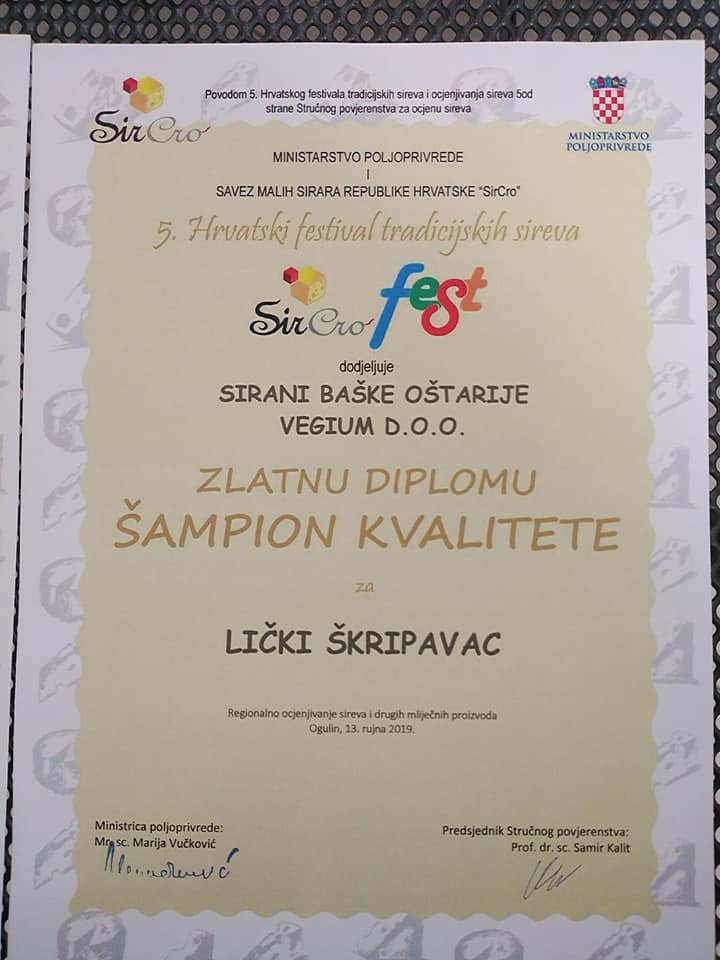 SirCro
Povodom 5. Hrvatskog festivala tradicijskih sireva i ocjenjivanja sireva 5od
strane Stručnog povjerenstva za ocjenu sireva
MINISTARSTVO
POLJOPRIVREDE
MINISTARSTVO POLJOPRIVREDE
I
SAVEZ MALIH SIRARA REPUBLIKE HRVATSKE "SirCro"
5. Hrvatski festival tradicijskih sireva
SirCro fest
dodjeljuje
SIRANI BAŠKE OŠTARIJE
VEGIUM D.O.O.
ZLATNU DIPLOMU
ŠAMPION KVALITETE
za
LIČKI ŠKRIPAVAC
Regionalno ocjenjivanje sireva i drugih mliječnih proizvoda
Ogulin, 13. rujna 2019.
Ministrica poljoprivrede:
Mr. sc. Marija Vučković
Predsjednik Stručnog povjerenstva:
Prof. dr. sc. Samir Kalit